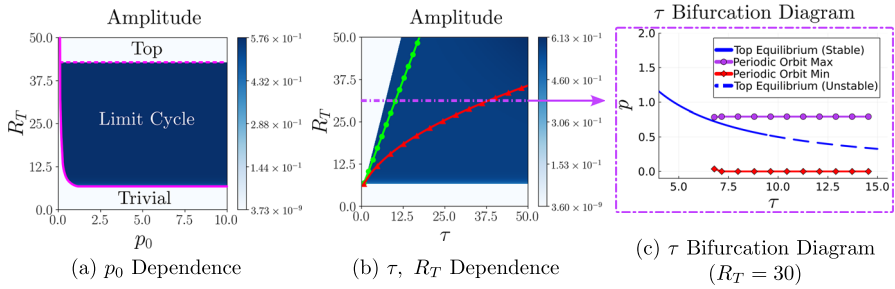 Amplitude
50.0
37.5
25.0
12.5
0.0
R_T
Top
Limit Cycle
Trivial
0.0 2.5 5.0 7.5 10.0
p_0
5.76 × 10^{-1}
4.32 × 10^{-1}
2.88 × 10^{-1}
1.44 × 10^{-1}
3.73 × 10^{-9}
(a) p_0 Dependence
Amplitude
50.0
37.5
25.0
12.5
0.0
R_T
0.0 12.5 25.0 37.5 50.0
τ
6.13 × 10^{-1}
4.60 × 10^{-1}
3.06 × 10^{-1}
1.53 × 10^{-1}
3.60 × 10^{-9}
(b) τ, R_T Dependence
τ Bifurcation Diagram
2.0
1.5
1.0
0.5
0.0
p
Top Equilibrium (Stable)
Periodic Orbit Max
Periodic Orbit Min
Top Equilibrium (Unstable)
5.0 7.5 10.0 12.5 15.0
τ
(c) τ Bifurcation Diagram
(R_T = 30)